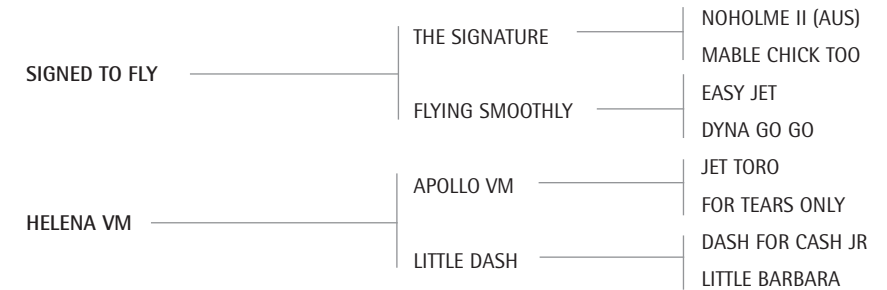 NOHOLME II (AUS)
THE SIGNATURE
MABLE CHICK TOO
SIGNED TO FLY
EASY JET
FLYING SMOOTHLY
DYNA GO GO
JET TORO
APOLLO VM
FOR TEARS ONLY
HELENA VM
DASH FOR CASH JR
LITTLE DASH
LITTLE BARBARA